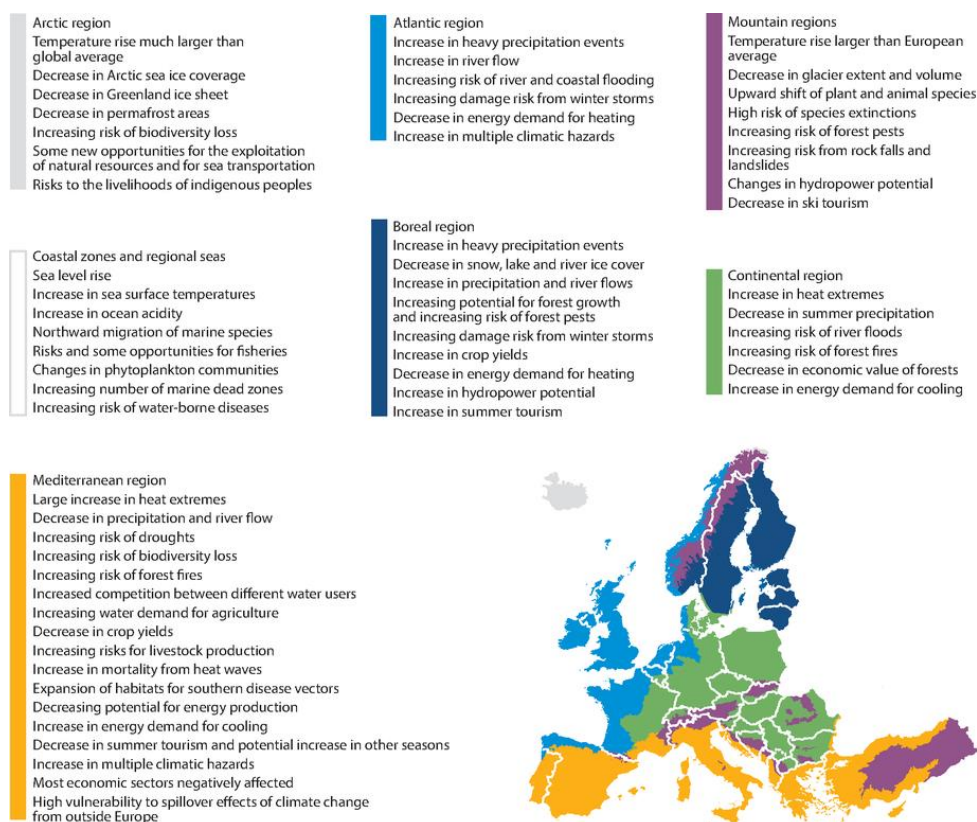 Arctic region
Temperature rise much larger than
global average
Decrease in Arctic sea ice coverage
Decrease in Greenland ice sheet
Decrease in permafrost areas
Increasing risk of biodiversity loss
Some new opportunities for the exploitation
of natural resources and for sea transportation
Risks to the livelihoods of indigenous peoples
Atlantic region
Increase in heavy precipitation events
Increase in river flow
Increasing risk of river and coastal flooding
Increasing damage risk from winter storms
Decrease in energy demand for heating
Increase in multiple climatic hazards
Mountain regions
Temperature rise larger than European
average
Decrease in glacier extent and volume
Upward shift of plant and animal species
High risk of species extinctions
Increasing risk of forest pests
Increasing risk from rock falls and
landslides
Changes in hydropower potential
Decrease in ski tourism
Coastal zones and regional seas
Sea level rise
Increase in sea surface temperatures
Increase in ocean acidity
Northward migration of marine species
Risks and some opportunities for fisheries
Changes in phytoplankton communities
Increasing number of marine dead zones
Increasing risk of water-borne diseases
Boreal region
Increase in heavy precipitation events
Decrease in snow, lake and river ice cover
Increase in precipitation and river flows
Increasing potential for forest growth
and increasing risk of forest pests
Increasing damage risk from winter storms
Increase in crop yields
Decrease in energy demand for heating
Increase in hydropower potential
Increase in summer tourism
Continental region
Increase in heat extremes
Decrease in summer precipitation
Increasing risk of river floods
Increasing risk of forest fires
Decrease in economic value of forests
Increase in energy demand for cooling
Mediterranean region
Large increase in heat extremes
Decrease in precipitation and river flow
Increasing risk of droughts
Increasing risk of biodiversity loss
Increasing risk of forest fires
Increased competition between different water users
Increasing water demand for agriculture
Decrease in crop yields
Increasing risks for livestock production
Increase in mortality from heat waves
Expansion of habitats for southern disease vectors
Decreasing potential for energy production
Increase in energy demand for cooling
Decrease in summer tourism and potential increase in other seasons
Increase in multiple climatic hazards
Most economic sectors negatively affected
High vulnerability to spillover effects of climate change
from outside Europe